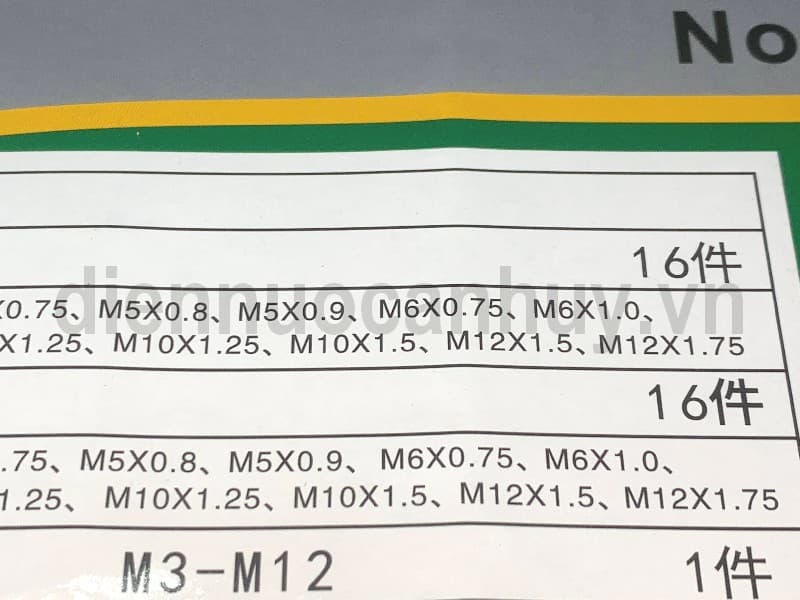 No
16件
X0.75、M5X0.8、M5X0.9、M6X0.75、M6X1.0、
X1.25、M10X1.25、M10X1.5、M12X1.5、M12X1.75
diennuocanhuy.vn
16件
.75、M5X0.8、M5X0.9、M6X0.75、M6X1.0、
1.25、M10X1.25、M10X1.5、M12X1.5、M12X1.75
M3-M12 1件